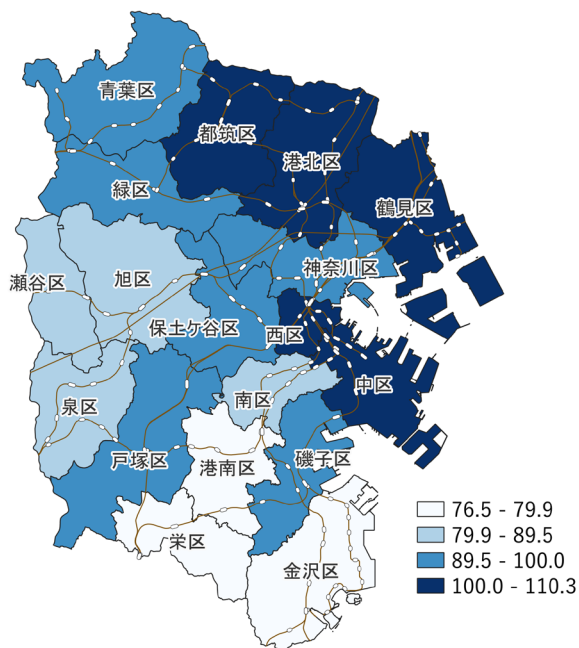 青葉区
都筑区
港北区
緑区
鶴見区
神奈川区
瀬谷区
旭区
保土ケ谷区
西区
中区
泉区
南区
戸塚区
港南区
磯子区
栄区
金沢区
76.5 - 79.9
79.9 - 89.5
89.5 - 100.0
100.0 - 110.3